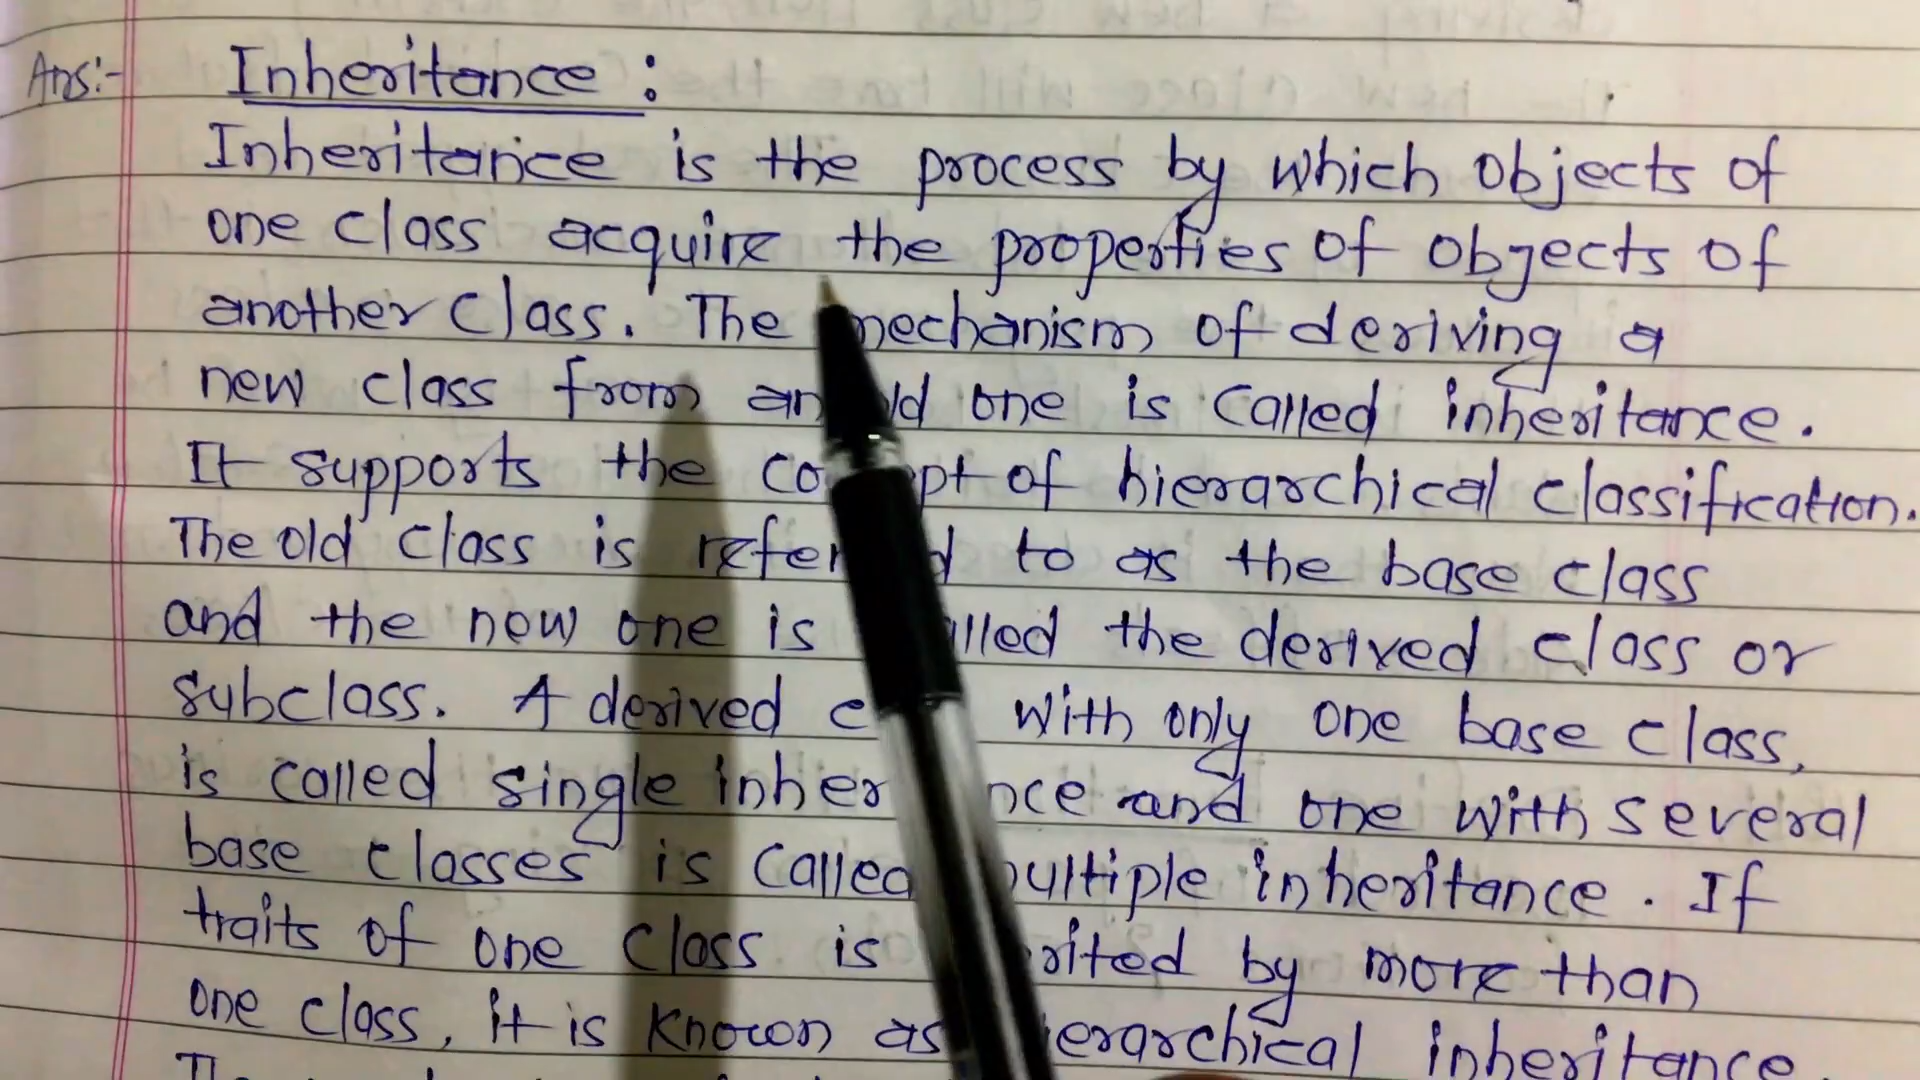 Ans:- Inheritance :
Inheritance is the process by which objects of
one class acquire the properties of objects of
another class. The mechanism of deriving a
new class from an old one is called inheritance.
It supports the concept of hierarchical classification.
The old class is referred to as the base class
and the new one is called the derived class or
subclass. A derived class with only one base class,
is called single inheritance and one with several
base classes is called multiple inheritance. If
traits of one class is inherited by more than
one class, it is known as hierarchical inheritance.